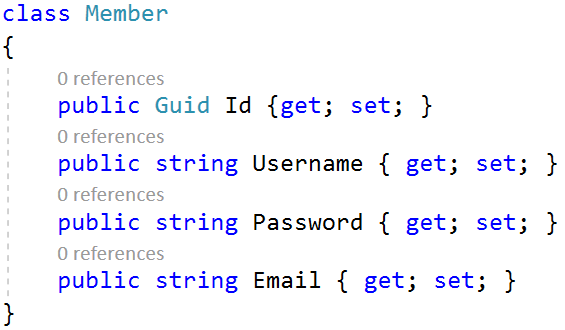 class Member
{
0 references
public Guid Id {get; set; }
0 references
public string Username { get; set; }
0 references
public string Password { get; set; }
0 references
public string Email { get; set; }
}